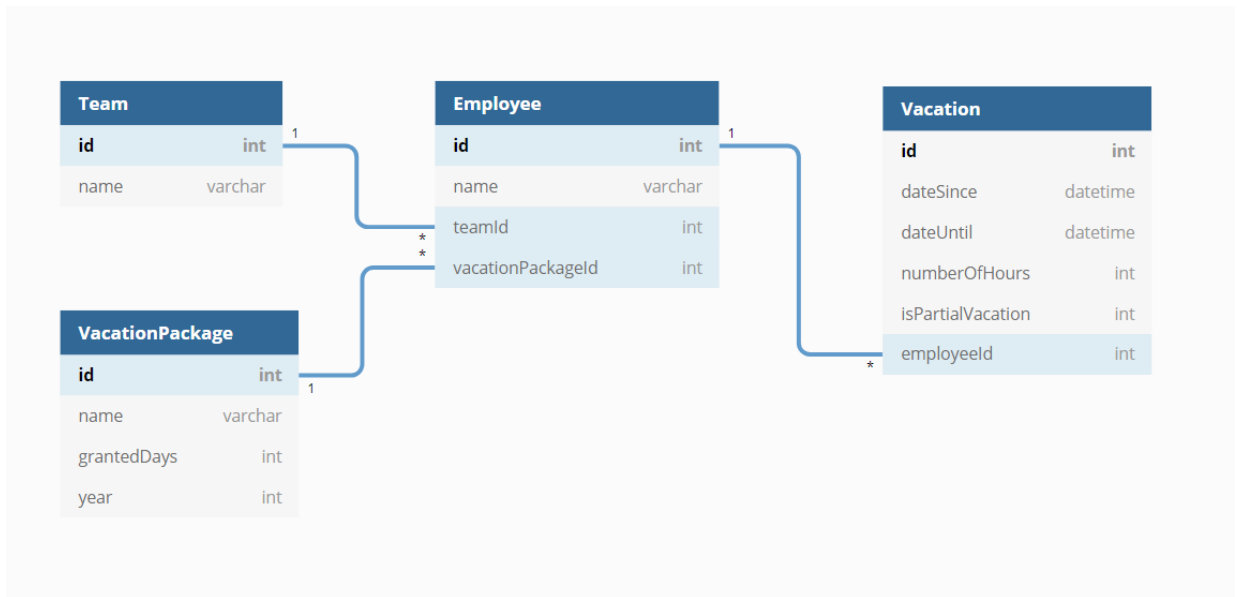 Team
id int
name varchar
1
Employee
id int
name varchar
teamId int
vacationPackageId int
*
*
1
Vacation
id int
dateSince datetime
dateUntil datetime
numberOfHours int
isPartialVacation int
employeeId int
*
VacationPackage
id int
name varchar
grantedDays int
year int
1